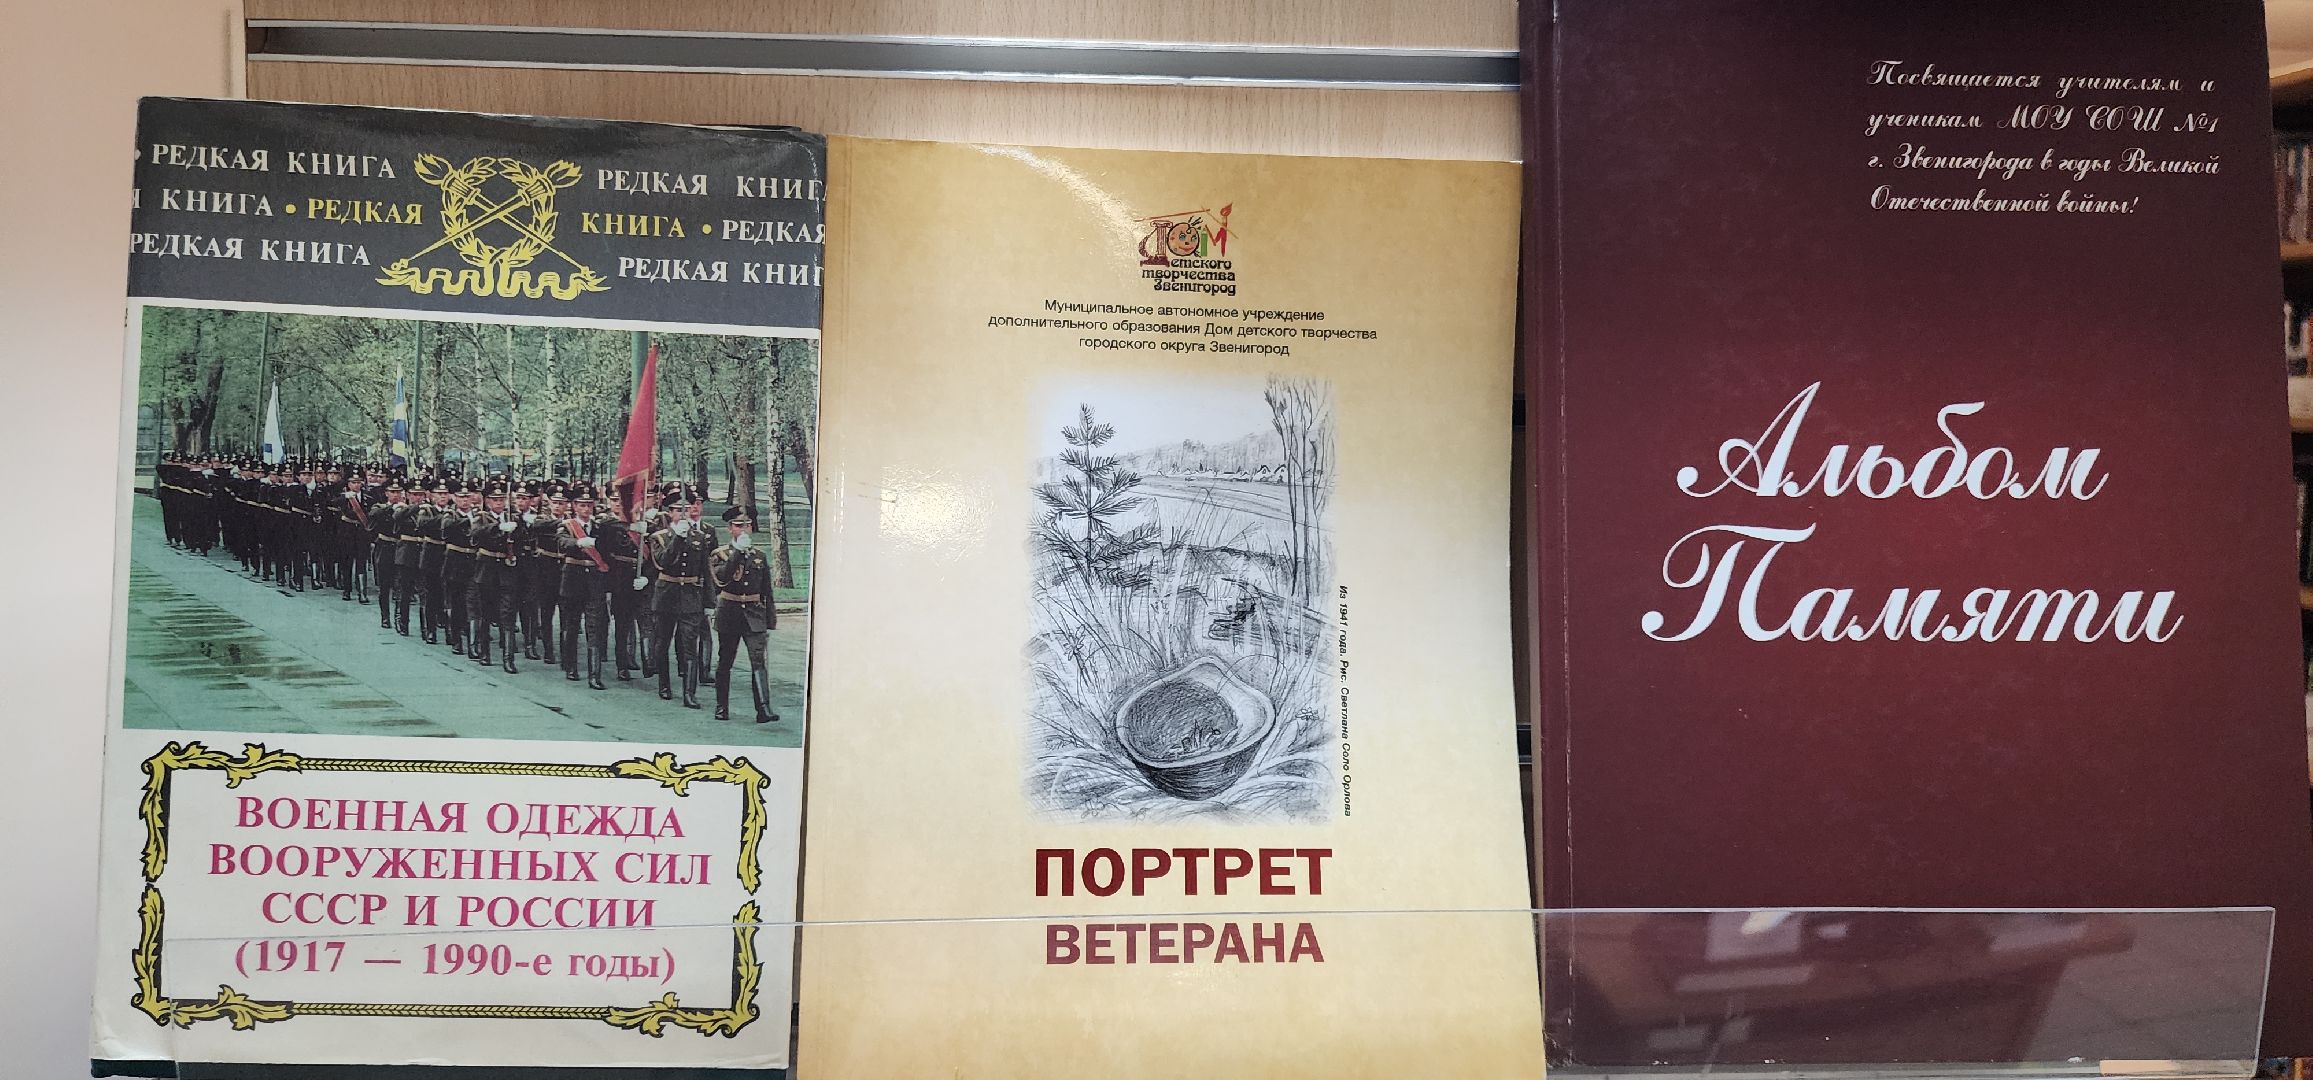 РЕДКАЯ КНИГА РЕДКАЯ КНИГ
КНИГА • РЕДКАЯ КНИГА • РЕДКАЯ
РЕДКАЯ КНИГА РЕДКАЯ КНИГ
ВОЕННАЯ ОДЕЖДА
ВООРУЖЕННЫХ СИЛ
СССР И РОССИИ
(1917 — 1990-е годы)
Дом
детского
творчества
Звенигород
Муниципальное автономное учреждение
дополнительного образования Дом детского творчества
городского округа Звенигород
Из 1941 года. Рис. Светлана Соло Орлова
ПОРТРЕТ
ВЕТЕРАНА
Посвящается учителям и
ученикам МОУ СОШ №1
г. Звенигорода в годы Великой
Отечественной войны!
Альбом
Памяти